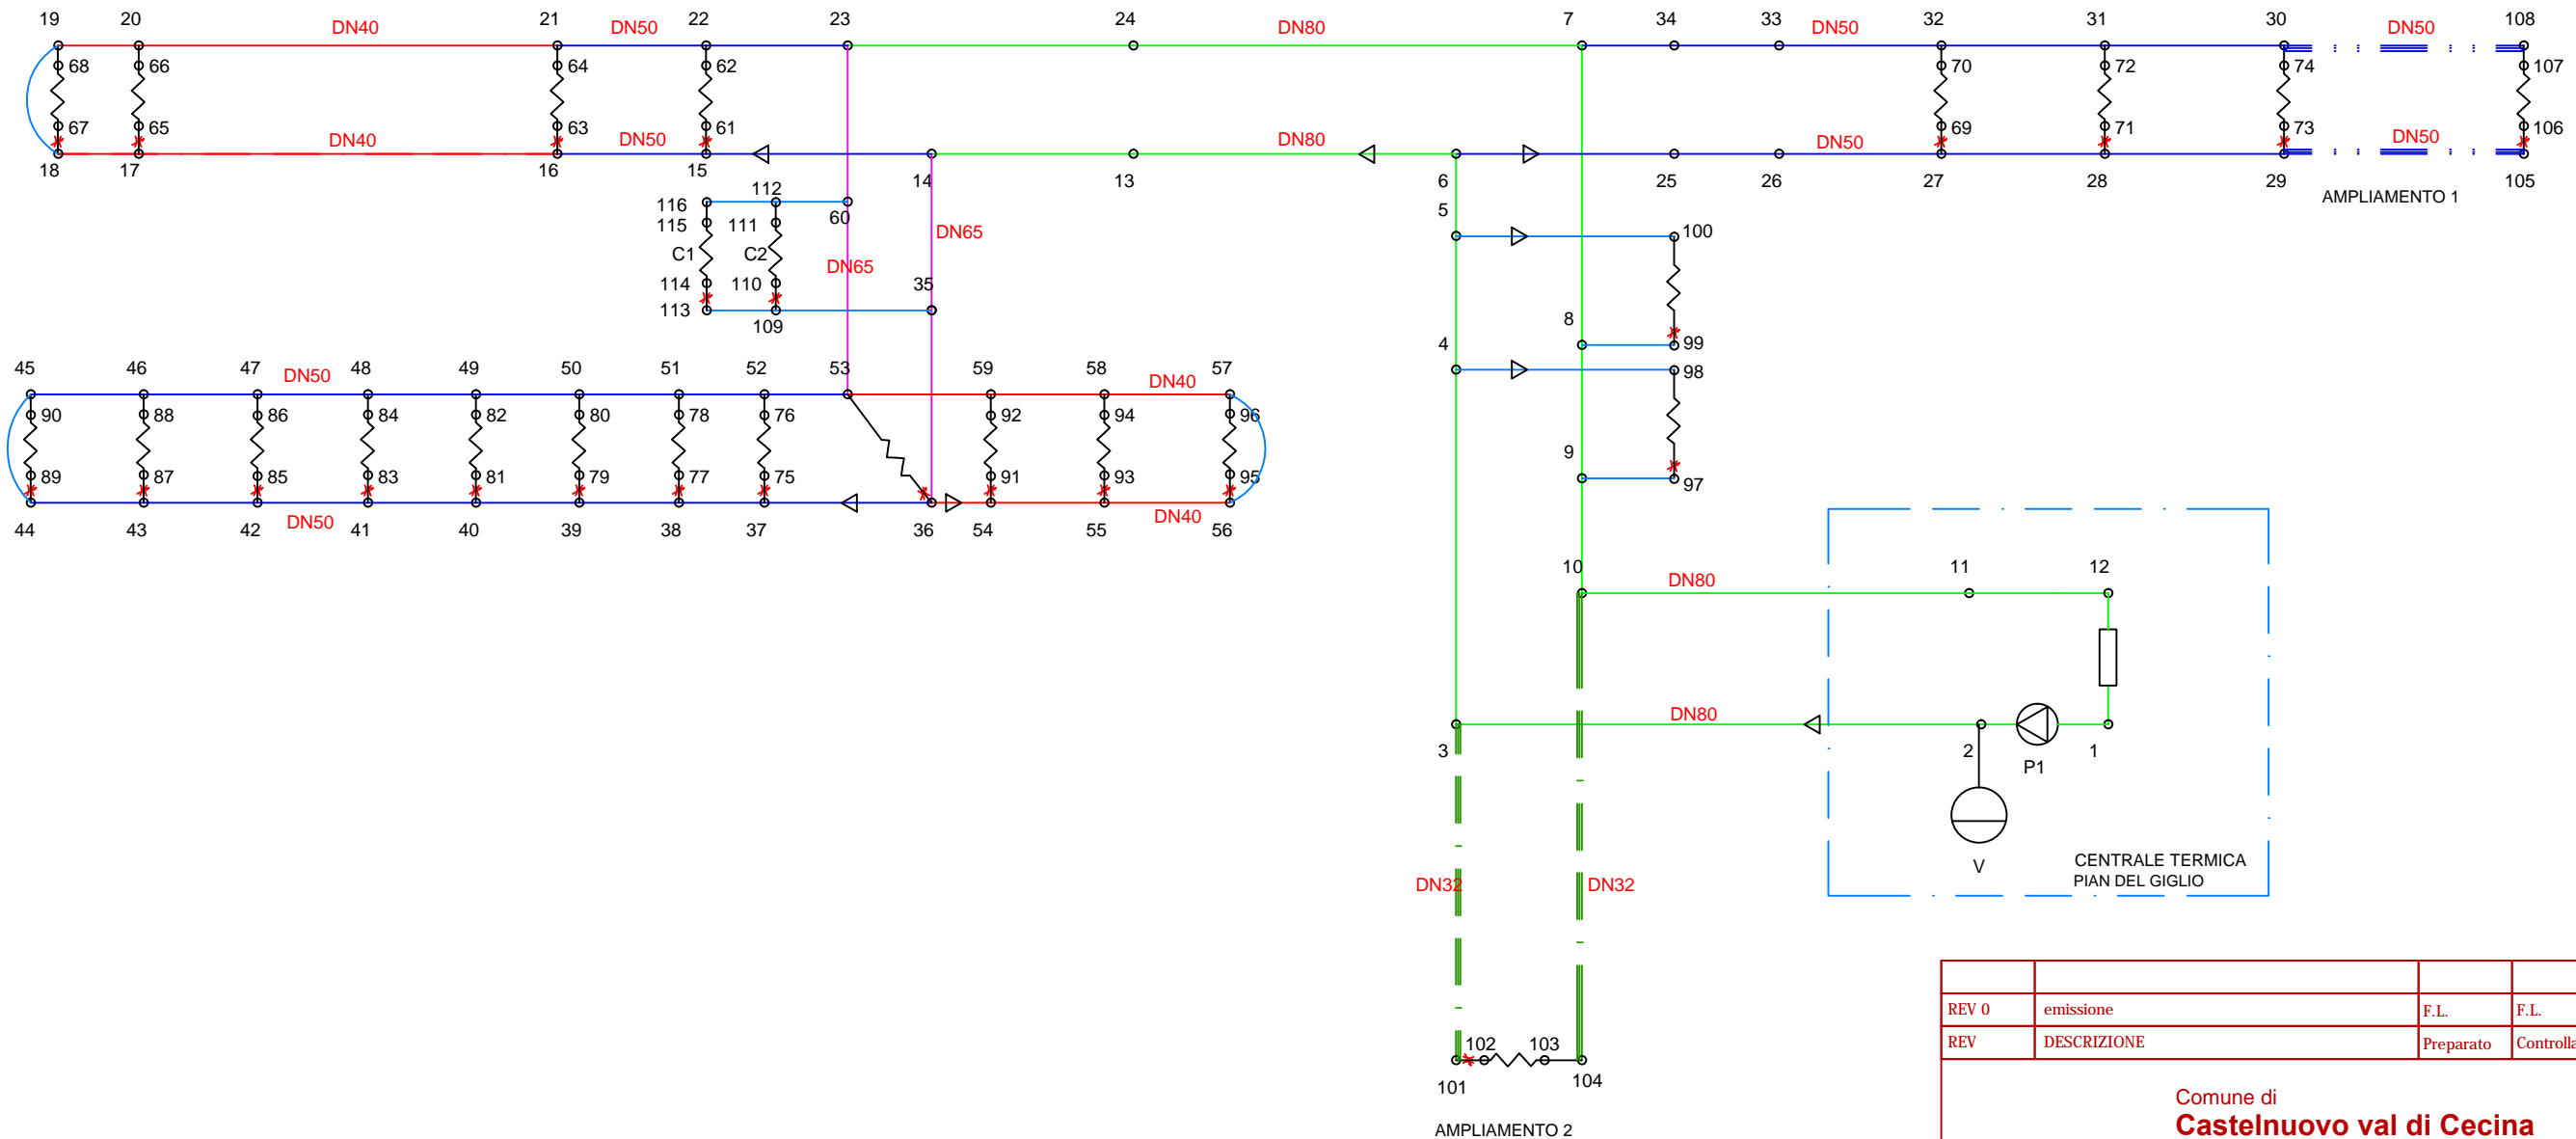 19 20 DN40 21 DN50 22 23 24 DN80 7 34 33 DN50 32 31 30 DN50 108
68 66 64 62 70 72 74 107
67 65 63 61 69 71 73 106
DN40 DN50 DN80 DN50 DN50
18 17 16 15 14 13 6 25 26 27 28 29 105
AMPLIAMENTO 1
112
116 60 5
115 111 DN65 100
C1 C2 DN65
114 110 35
113 109 8
4 99
45 46 47 DN50 48 49 50 51 52 53 59 58 DN40 57 98
90 88 86 84 82 80 78 76 92 94 96
9
89 87 85 83 81 79 77 75 91 93 95 97
44 43 42 DN50 41 40 39 38 37 36 54 55 DN40 56
10 DN80 11 12
DN80
3 2 1
P1
V
CENTRALE TERMICA
PIAN DEL GIGLIO
DN32 DN32
REV 0 emissione F.L. F.L.
REV DESCRIZIONE Preparato Controlla
102 103
101 104
AMPLIAMENTO 2
Comune di
Castelnuovo val di Cecina